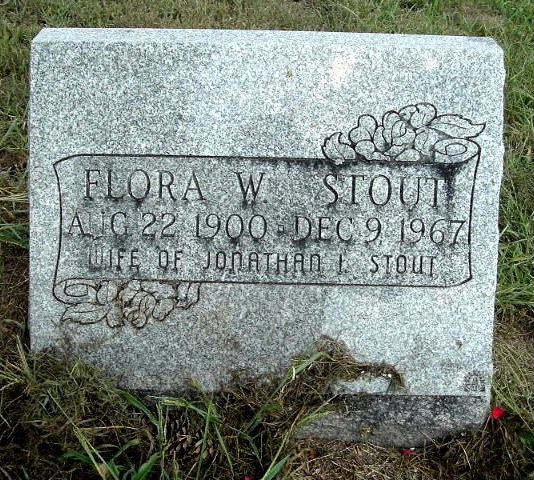 FLORA W. STOUT
AUG 22 1900 - DEC 9, 1967
WIFE OF JONATHAN I. STOUT